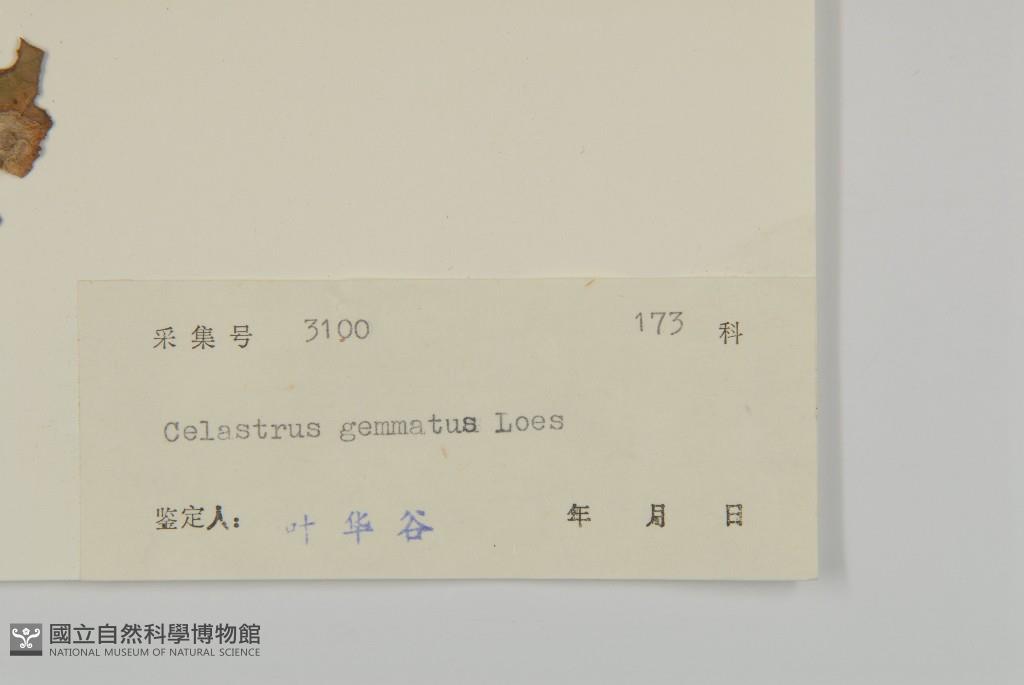 采集号 3100 173 科
Celastrus gemmatus Loes
鉴定人: 叶华谷 年 月 日
國立自然科學博物館
NATIONAL MUSEUM OF NATURAL SCIENCE